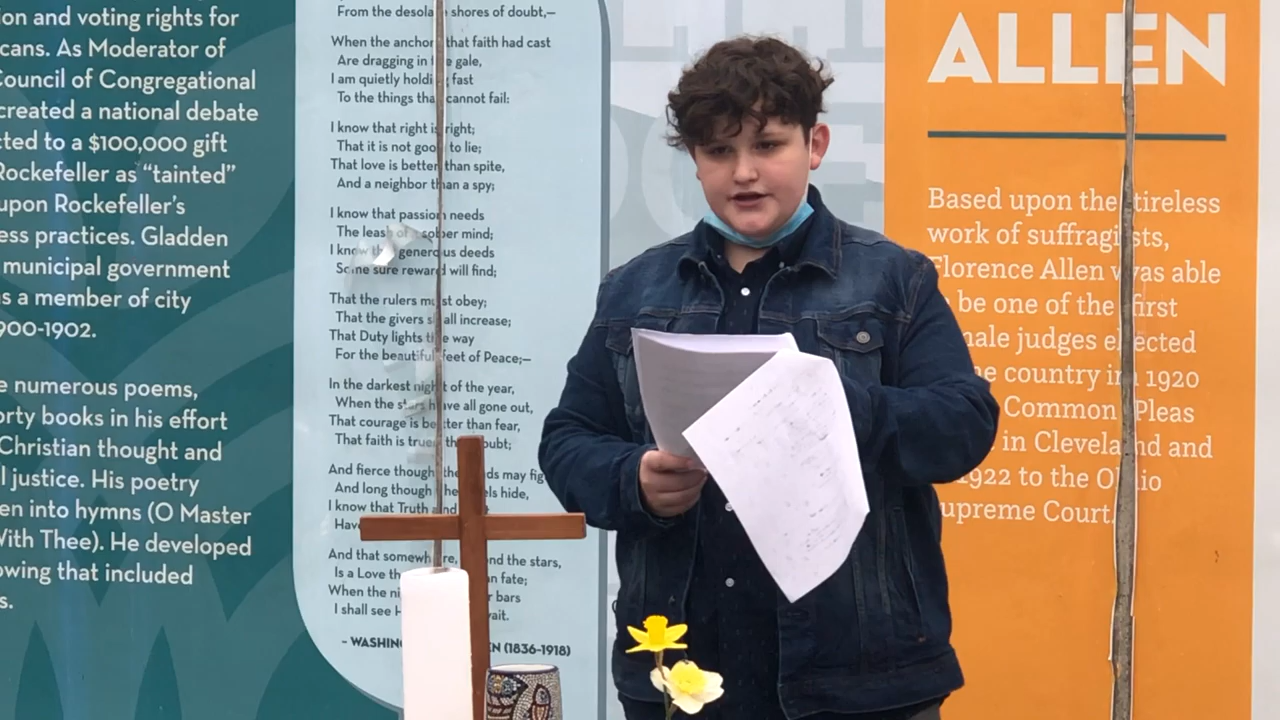 ion and voting rights for
cans. As Moderator of
Council of Congregational
created a national debate
cted to a $100,000 gift
Rockefeller as “tainted”
upon Rockefeller’s
ess practices. Gladden
municipal government
s a member of city
900-1902.
e numerous poems,
orty books in his effort
Christian thought and
l justice. His poetry
en into hymns (O Master
With Thee). He developed
owing that included
s.
From the desolate shores of doubt,—
When the anchors that faith had cast
Are dragging in the gale,
I am quietly holding fast
To the things that cannot fail:
I know that right is right;
That it is not good to lie;
That love is better than spite,
And a neighbor than a spy;
I know that passion needs
The leash of a sober mind;
I know that generous deeds
Some sure reward will find;
That the rulers must obey;
That the givers shall increase;
That Duty lights the way
For the beautiful feet of Peace;—
In the darkest night of the year,
When the stars have all gone out,
That courage is better than fear,
That faith is truer than doubt;
And fierce though the fiends may fig
And long though the angels hide,
I know that Truth and
Have
And that somewhere, beyond the stars,
Is a Love th n fate;
When the ni r bars
I shall see H wait.
- WASHING EN (1836-1918)
ALLEN
Based upon the tireless
work of suffragists,
Florence Allen was able
to be one of the first
male judges elected
the country in 1920
Common Pleas
in Cleveland and
1922 to the Ohio
Supreme Court.